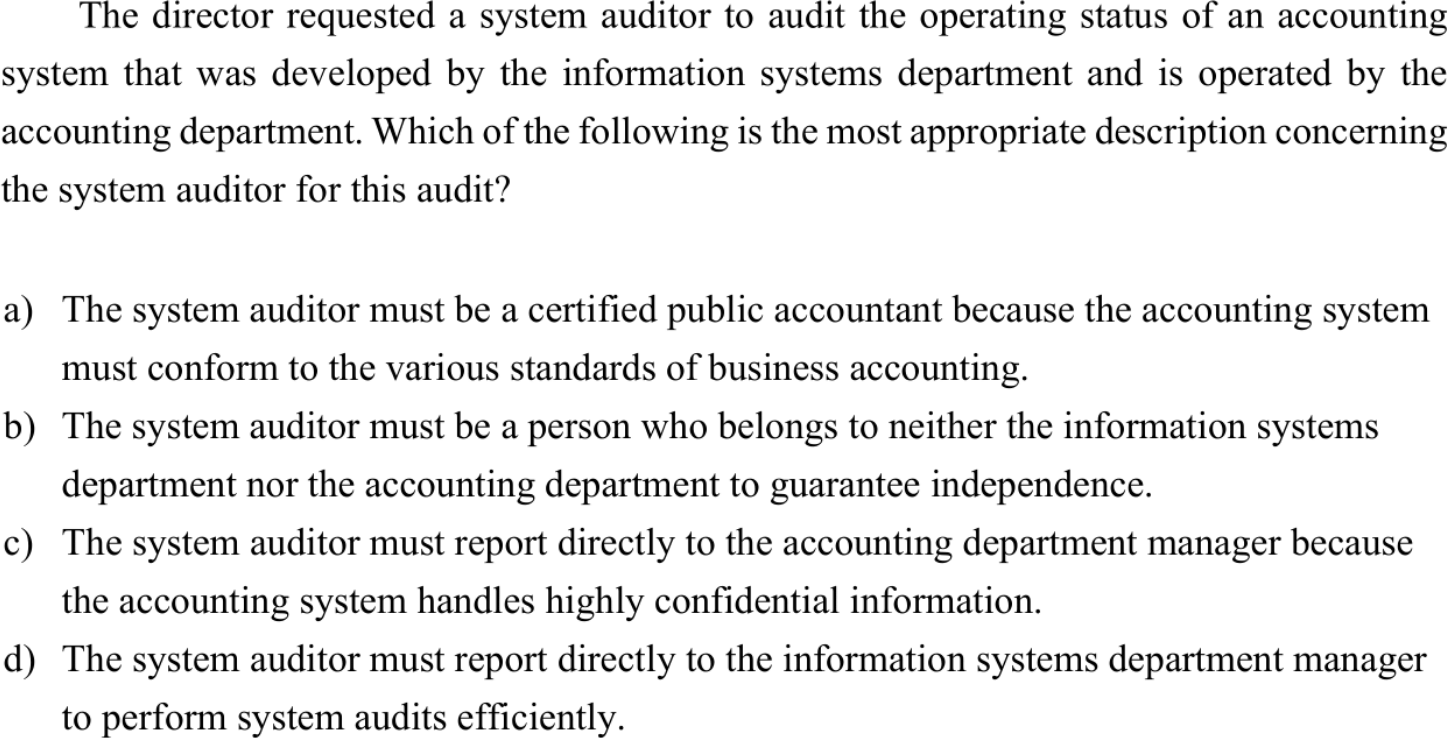 The director requested a system auditor to audit the operating status of an accounting
system that was developed by the information systems department and is operated by the
accounting department. Which of the following is the most appropriate description concerning
the system auditor for this audit?
a) The system auditor must be a certified public accountant because the accounting system
must conform to the various standards of business accounting.
b) The system auditor must be a person who belongs to neither the information systems
department nor the accounting department to guarantee independence.
c) The system auditor must report directly to the accounting department manager because
the accounting system handles highly confidential information.
d) The system auditor must report directly to the information systems department manager
to perform system audits efficiently.